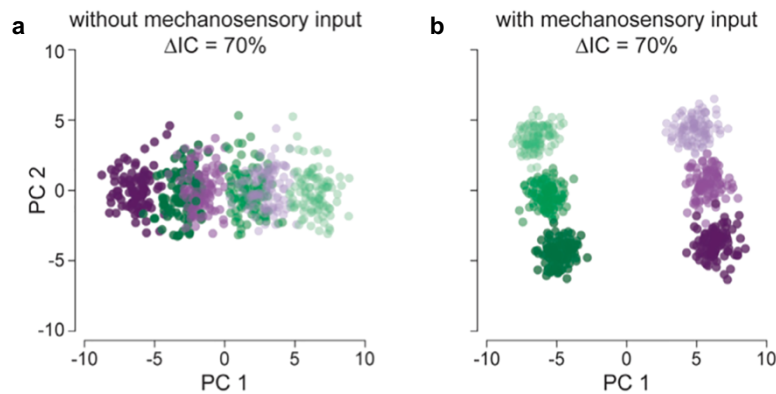 a
without mechanosensory input
ΔIC = 70%
10
5
0
-5
-10
PC 2
-10 -5 0 5 10
PC 1
b
with mechanosensory input
ΔIC = 70%
-10 -5 0 5 10
PC 1